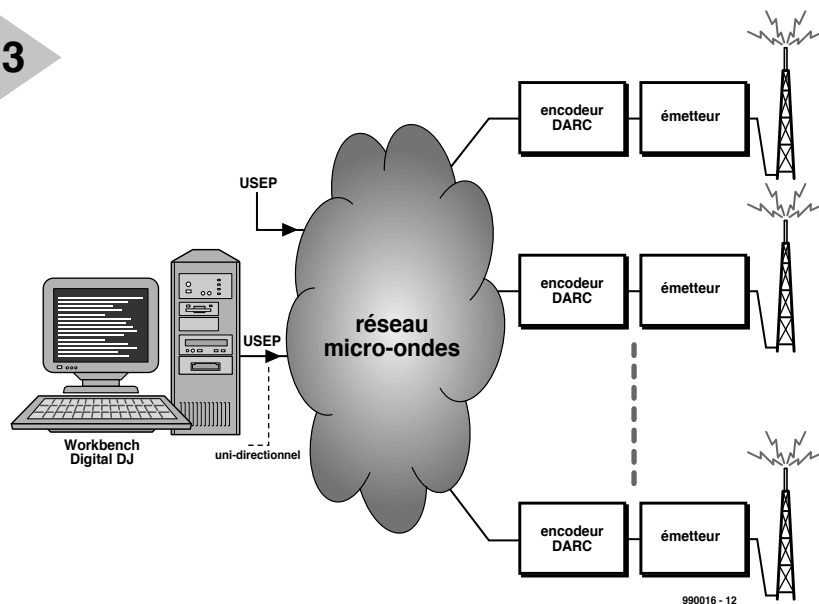 3
encodeur
DARC
émetteur
USEP
encodeur
DARC
émetteur
réseau
micro-ondes
USEP
Workbench
Digital DJ
uni-directionnel
encodeur
DARC
émetteur
990016 - 12